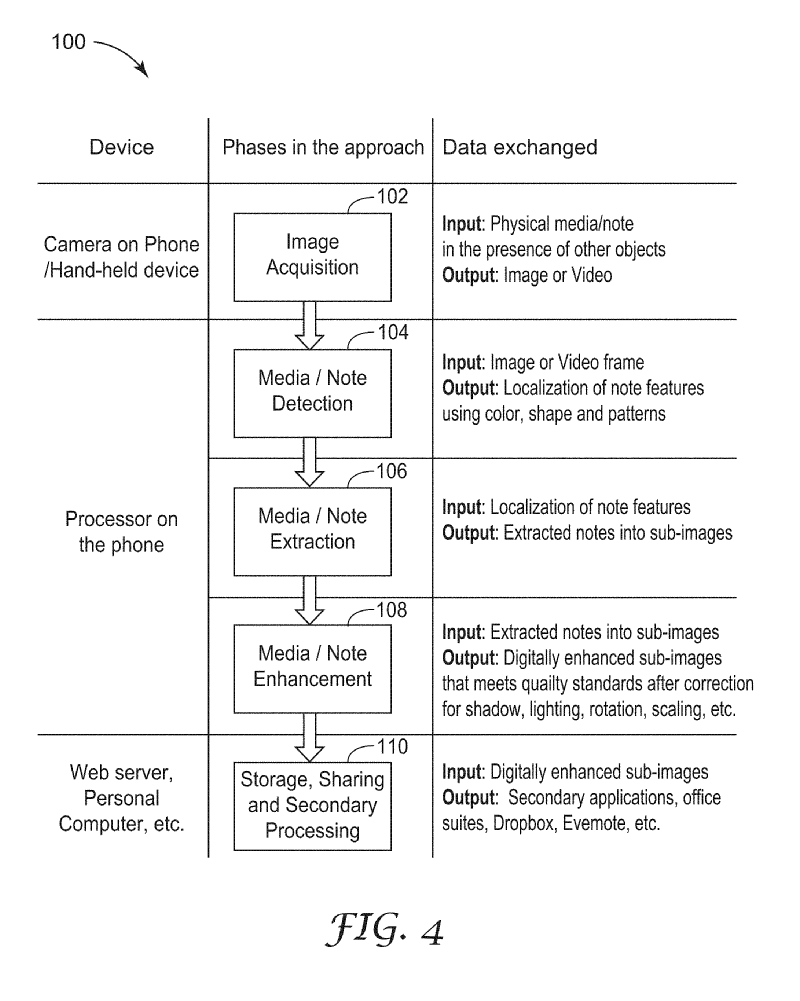 100
Device
Phases in the approach
Data exchanged
Camera on Phone
/Hand-held device
102
Image
Acquisition
Input: Physical media/note
in the presence of other objects
Output: Image or Video
Processor on
the phone
104
Media / Note
Detection
Input: Image or Video frame
Output: Localization of note features
using color, shape and patterns
106
Media / Note
Extraction
Input: Localization of note features
Output: Extracted notes into sub-images
108
Media / Note
Enhancement
Input: Extracted notes into sub-images
Output: Digitally enhanced sub-images
that meets quailty standards after correction
for shadow, lighting, rotation, scaling, etc.
Web server,
Personal
Computer, etc.
110
Storage, Sharing
and Secondary
Processing
Input: Digitally enhanced sub-images
Output: Secondary applications, office
suites, Dropbox, Evemote, etc.
FIG. 4